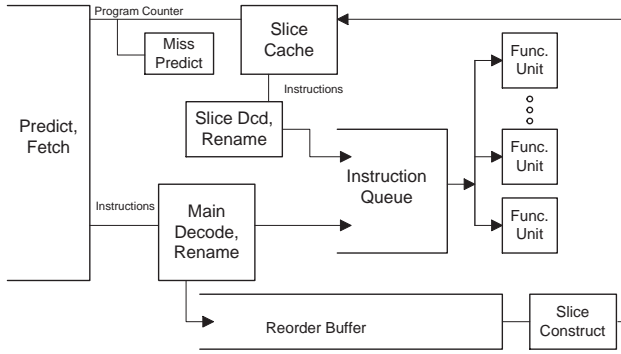 Program Counter
Slice
Cache
Miss
Predict
Func.
Unit
Instructions
Slice Dcd,
Rename
Predict,
Fetch
Func.
Unit
Instruction
Queue
Instructions
Main
Decode,
Rename
Func.
Unit
Reorder Buffer
Slice
Construct